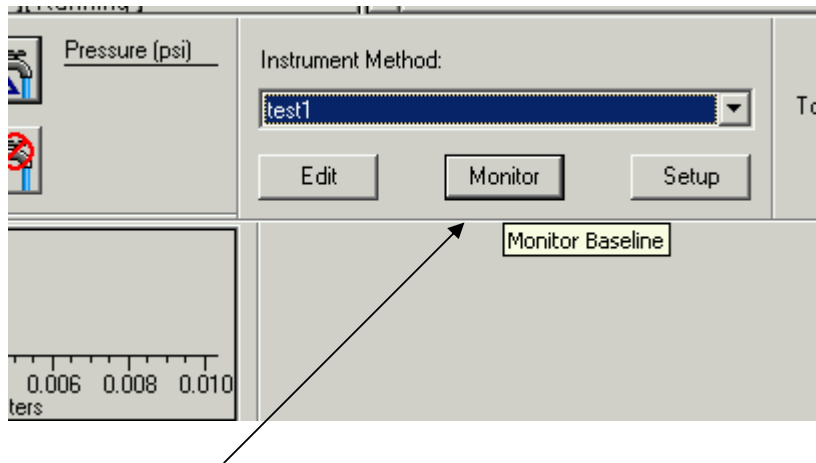 Pressure (psi)
Instrument Method:
test1
Edit
Monitor
Setup
Monitor Baseline
0.006 0.008 0.010